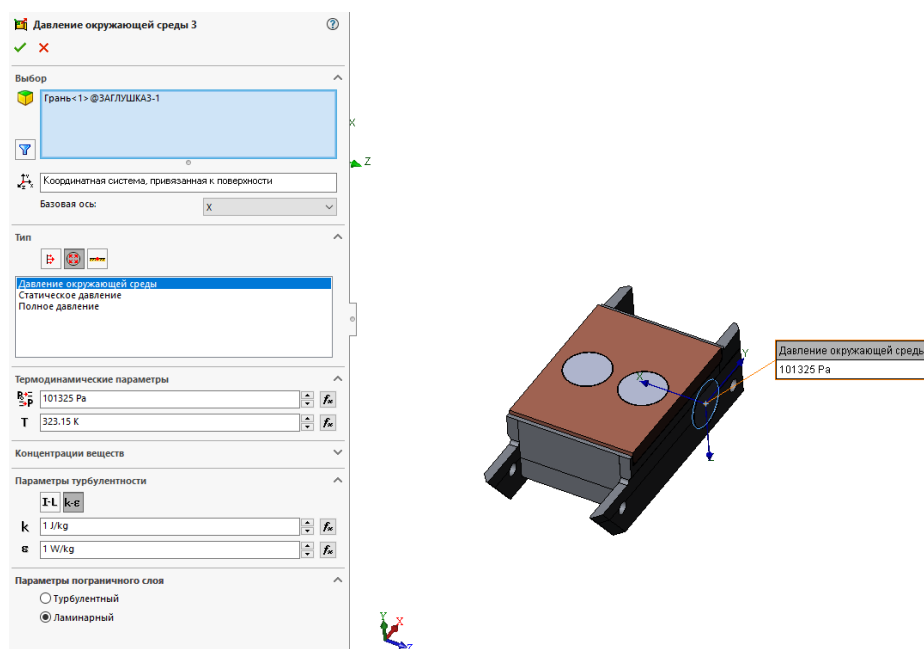 Давление окружающей среды 3
Выбор
Грань<1>@ЗАГЛУШКА3-1
Координатная система, привязанная к поверхности
Базовая ось:
X
Тип
Давление окружающей среды
Статическое давление
Полное давление
Термодинамические параметры
101325 Pa
T
323.15 K
Концентрации веществ
Параметры турбулентности
I-L
k-ε
k
1 J/kg
ε
1 W/kg
Параметры пограничного слоя
Турбулентный
Ламинарный
X
Z
X
Y
Z
Давление окружающей среды
101325 Pa
Y
X
Z